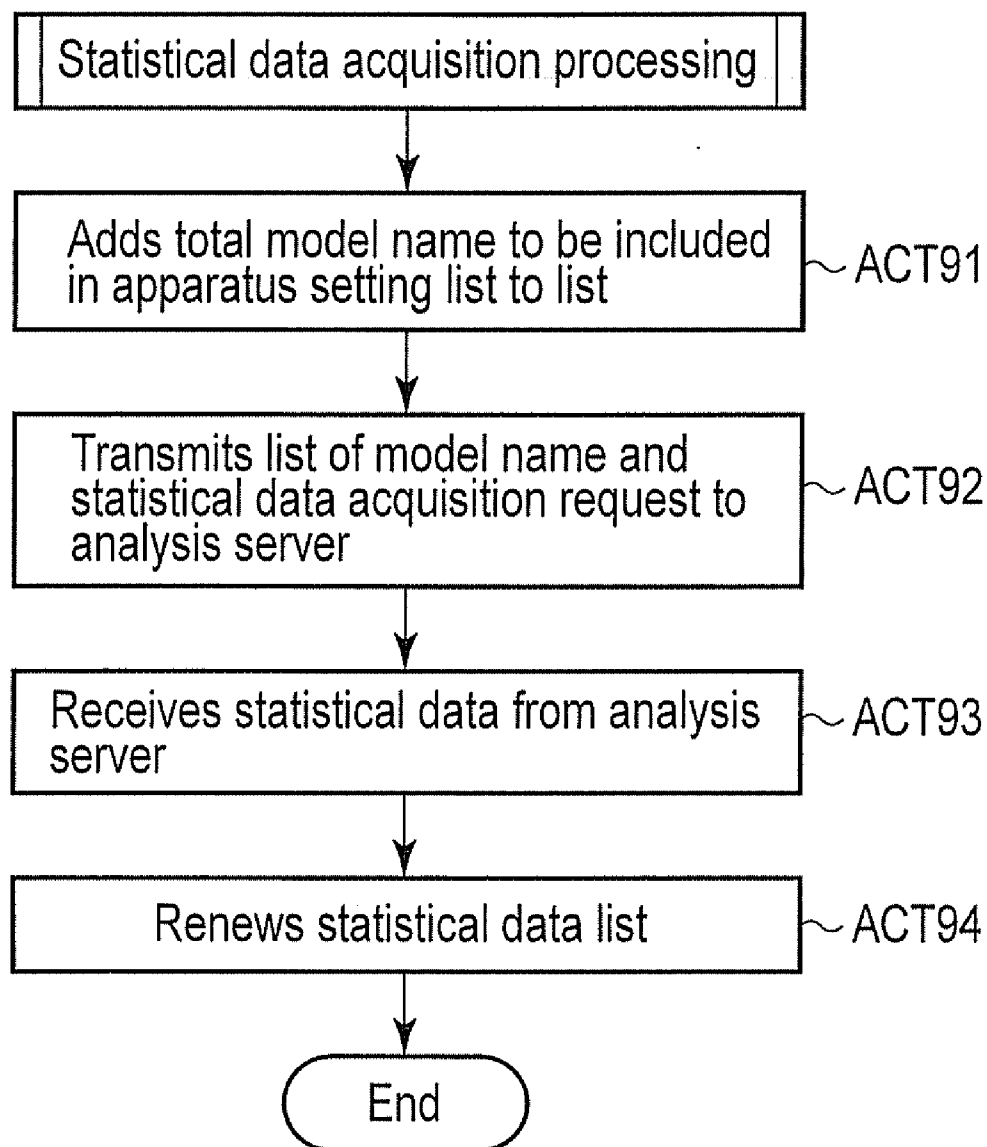 Statistical data acquisition processing
Adds total model name to be included
in apparatus setting list to list
ACT91
Transmits list of model name and
statistical data acquisition request to
analysis server
ACT92
Receives statistical data from analysis
server
ACT93
Renews statistical data list
ACT94
End